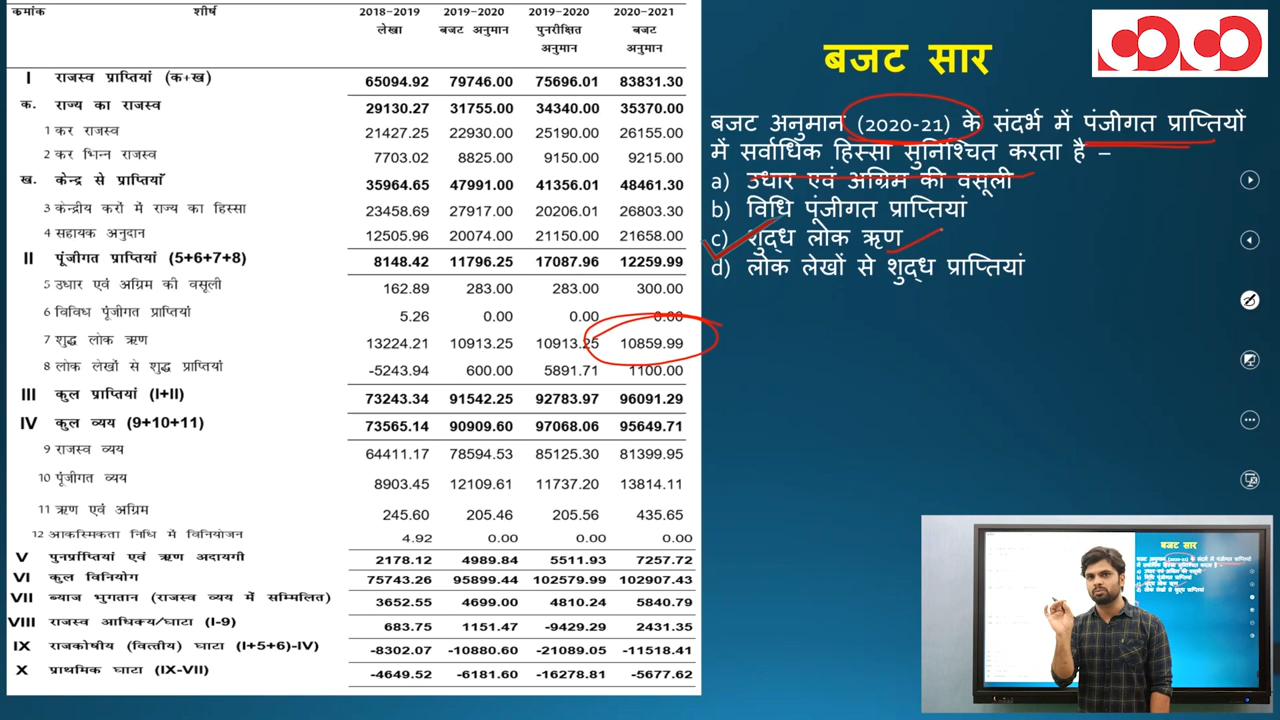 कमांक शीर्ष 2018-2019 2019-2020 2019-2020 2020-2021
लेखा बजट अनुमान पुनरीक्षित बजट
अनुमान अनुमान
I राजस्व प्राप्तियां (क+ख) 65094.92 79746.00 75696.01 83831.30
क. राज्य का राजस्व 29130.27 31755.00 34340.00 35370.00
1 कर राजस्व 21427.25 22930.00 25190.00 26155.00
2 कर भिन्न राजस्व 7703.02 8825.00 9150.00 9215.00
ख. केन्द्र से प्राप्तियाँ 35964.65 47991.00 41356.01 48461.30
3 केन्द्रीय करों में राज्य का हिस्सा 23458.69 27917.00 20206.01 26803.30
4 सहायक अनुदान 12505.96 20074.00 21150.00 21658.00
II पूंजीगत प्राप्तियां (5+6+7+8) 8148.42 11796.25 17087.96 12259.99
5 उधार एवं अग्रिम की वसूली 162.89 283.00 283.00 300.00
6 विविध पूंजीगत प्राप्तियां 5.26 0.00 0.00 0.00
7 शुद्ध लोक ऋण 13224.21 10913.25 10913.25 10859.99
8 लोक लेखों से शुद्ध प्राप्तियां -5243.94 600.00 5891.71 1100.00
III कुल प्राप्तियां (I+II) 73243.34 91542.25 92783.97 96091.29
IV कुल व्यय (9+10+11) 73565.14 90909.60 97068.06 95649.71
9 राजस्व व्यय 64411.17 78594.53 85125.30 81399.95
10 पूंजीगत व्यय 8903.45 12109.61 11737.20 13814.11
11 ऋण एवं अग्रिम 245.60 205.46 205.56 435.65
12 आकस्मिकता निधि में विनियोजन 4.92 0.00 0.00 0.00
V पुनर्प्राप्तियां एवं ऋण अदायगी 2178.12 4989.84 5511.93 7257.72
VI कुल विनियोग 75743.26 95899.44 102579.99 102907.43
VII ब्याज भुगतान (राजस्व व्यय में सम्मिलित) 3652.55 4699.00 4810.24 5840.79
VIII राजस्व आधिक्य/घाटा (I-9) 683.75 1151.47 -9429.29 2431.35
IX राजकोषीय (वित्तीय) घाटा (I+5+6)-IV) -8302.07 -10880.60 -21089.05 -11518.41
X प्राथमिक घाटा (IX-VII) -4649.52 -6181.60 -16278.81 -5677.62
बजट सार
बजट अनुमान (2020-21) के संदर्भ में पंजीगत प्राप्तियों
में सर्वाधिक हिस्सा सुनिश्चित करता है –
a) उधार एवं अग्रिम की वसूली
b) विधि पूंजीगत प्राप्तियां
c) शुद्ध लोक ऋण
d) लोक लेखों से शुद्ध प्राप्तियां
बजट सार